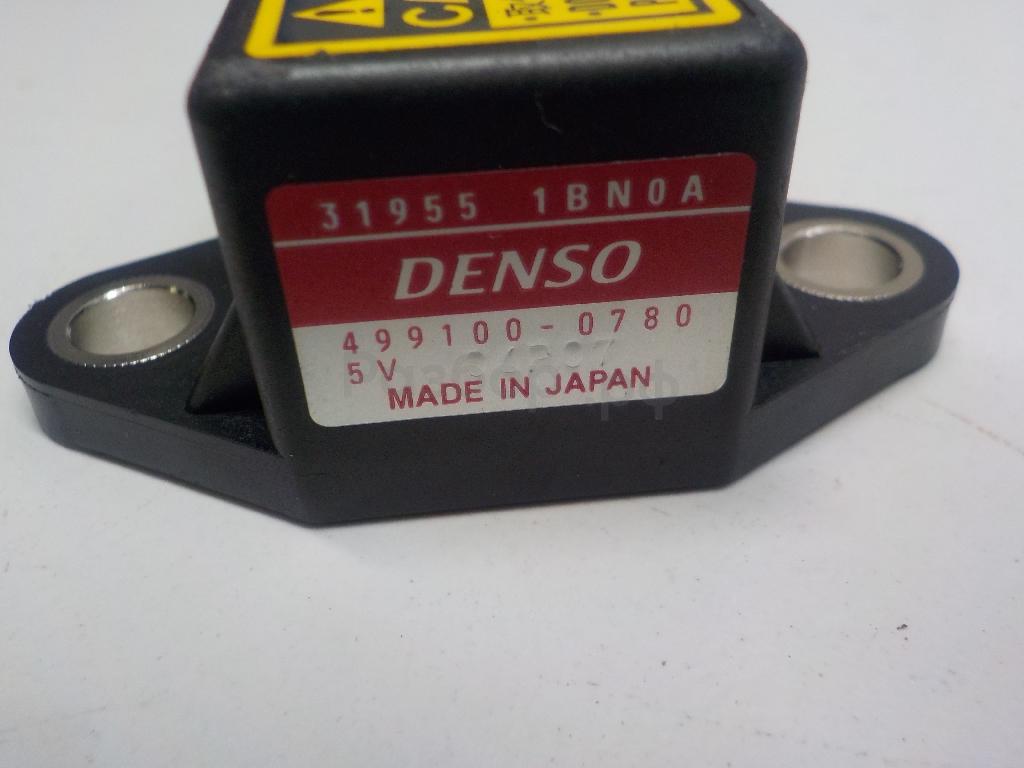 31955 1BN0A
DENSO
499100-0780
5V
MADE IN JAPAN